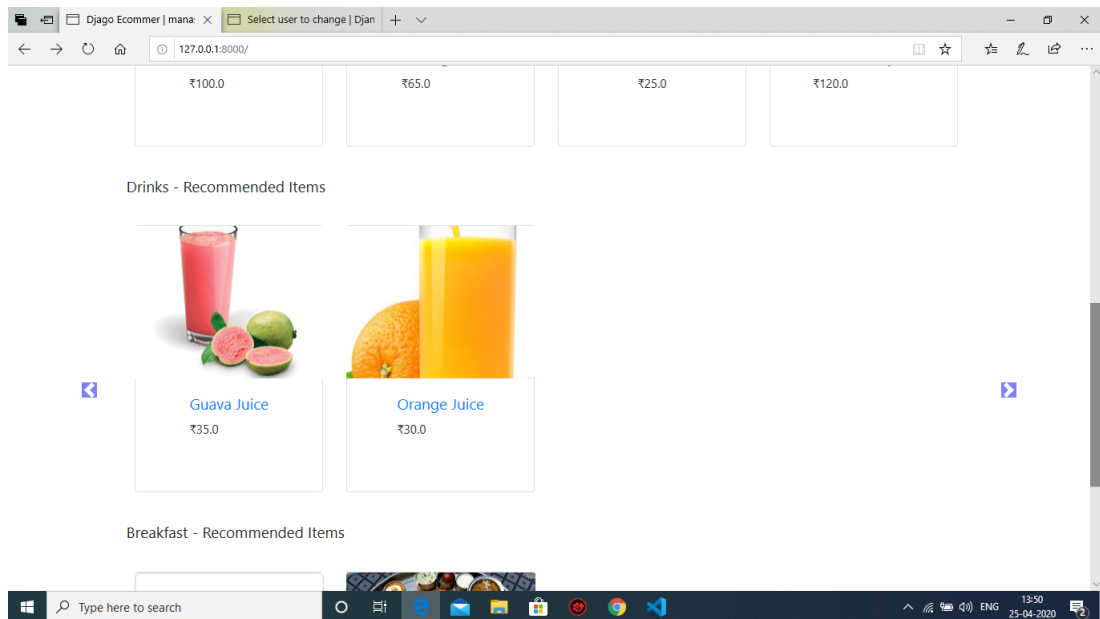 Djago Ecommer | mana:
Select user to change | Djan
127.0.0.1:8000/
₹100.0
₹65.0
₹25.0
₹120.0
Drinks - Recommended Items
Guava Juice
Orange Juice
₹35.0
₹30.0
Breakfast - Recommended Items
Type here to search
ENG
13:50
25-04-2020
2